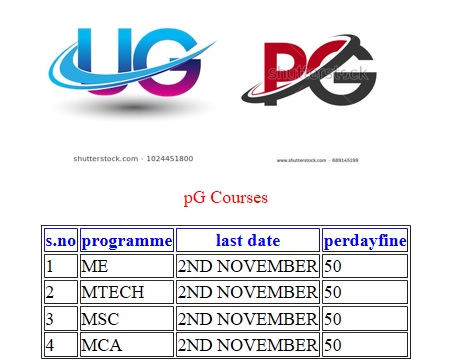 UG PG
shutterstock
shutterstock.com · 1024451800 www.shutterstock.com · 689145199
pG Courses
s.no programme last date perdayfine
1 ME 2ND NOVEMBER 50
2 MTECH 2ND NOVEMBER 50
3 MSC 2ND NOVEMBER 50
4 MCA 2ND NOVEMBER 50